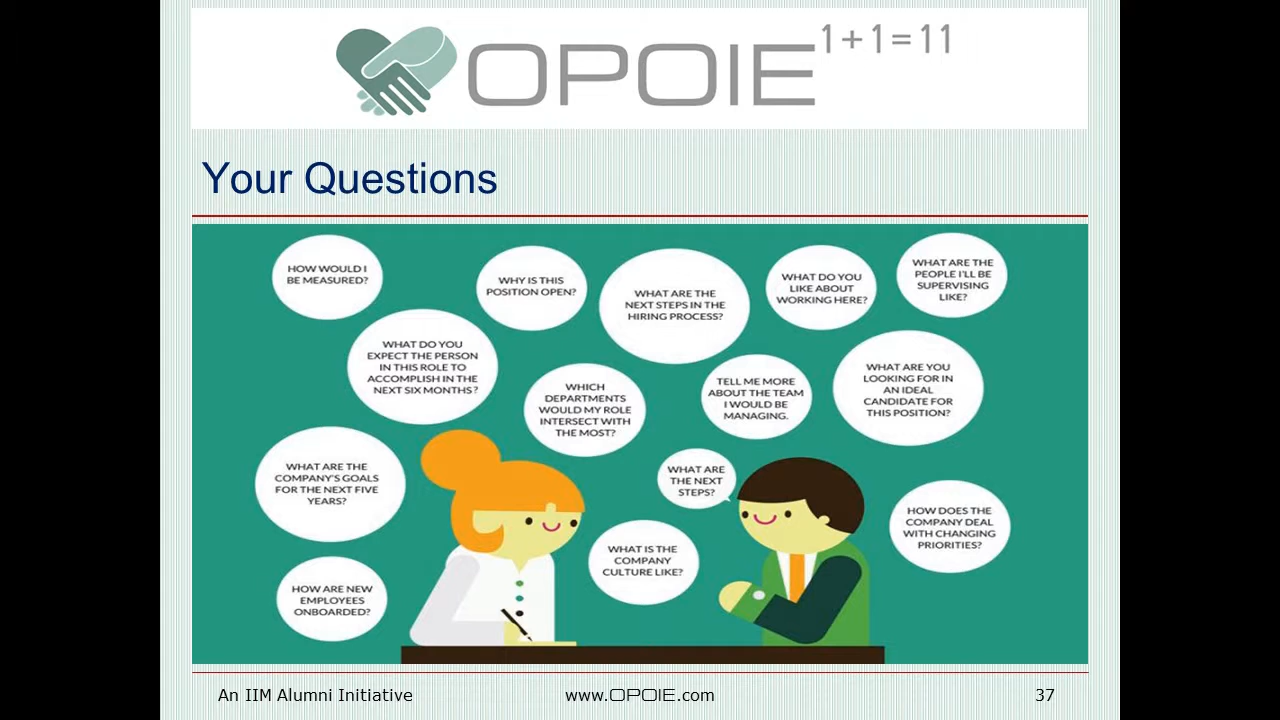 OPOIE 1+1=11
Your Questions
HOW WOULD I
BE MEASURED?
WHY IS THIS
POSITION OPEN?
WHAT ARE THE
NEXT STEPS IN THE
HIRING PROCESS?
WHAT DO YOU
LIKE ABOUT
WORKING HERE?
WHAT ARE THE
PEOPLE I'LL BE
SUPERVISING
LIKE?
WHAT DO YOU
EXPECT THE PERSON
IN THIS ROLE TO
ACCOMPLISH IN THE
NEXT SIX MONTHS?
WHICH
DEPARTMENTS
WOULD MY ROLE
INTERSECT WITH
THE MOST?
TELL ME MORE
ABOUT THE TEAM
I WOULD BE
MANAGING.
WHAT ARE YOU
LOOKING FOR IN
AN IDEAL
CANDIDATE FOR
THIS POSITION?
WHAT ARE THE
COMPANY'S GOALS
FOR THE NEXT FIVE
YEARS?
WHAT ARE
THE NEXT
STEPS?
HOW DOES THE
COMPANY DEAL
WITH CHANGING
PRIORITIES?
WHAT IS THE
COMPANY
CULTURE LIKE?
HOW ARE NEW
EMPLOYEES
ONBOARDED?
An IIM Alumni Initiative
www.OPOIE.com
37